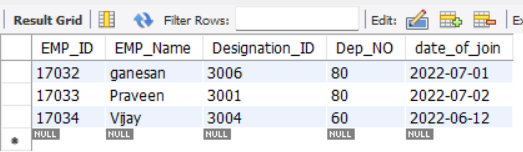 Result Grid Filter Rows: Edit:
EMP_ID EMP_Name Designation_ID Dep_NO date_of_join
17032 ganesan 3006 80 2022-07-01
17033 Praveen 3001 80 2022-07-02
17034 Vijay 3004 60 2022-06-12
NULL NULL NULL NULL NULL